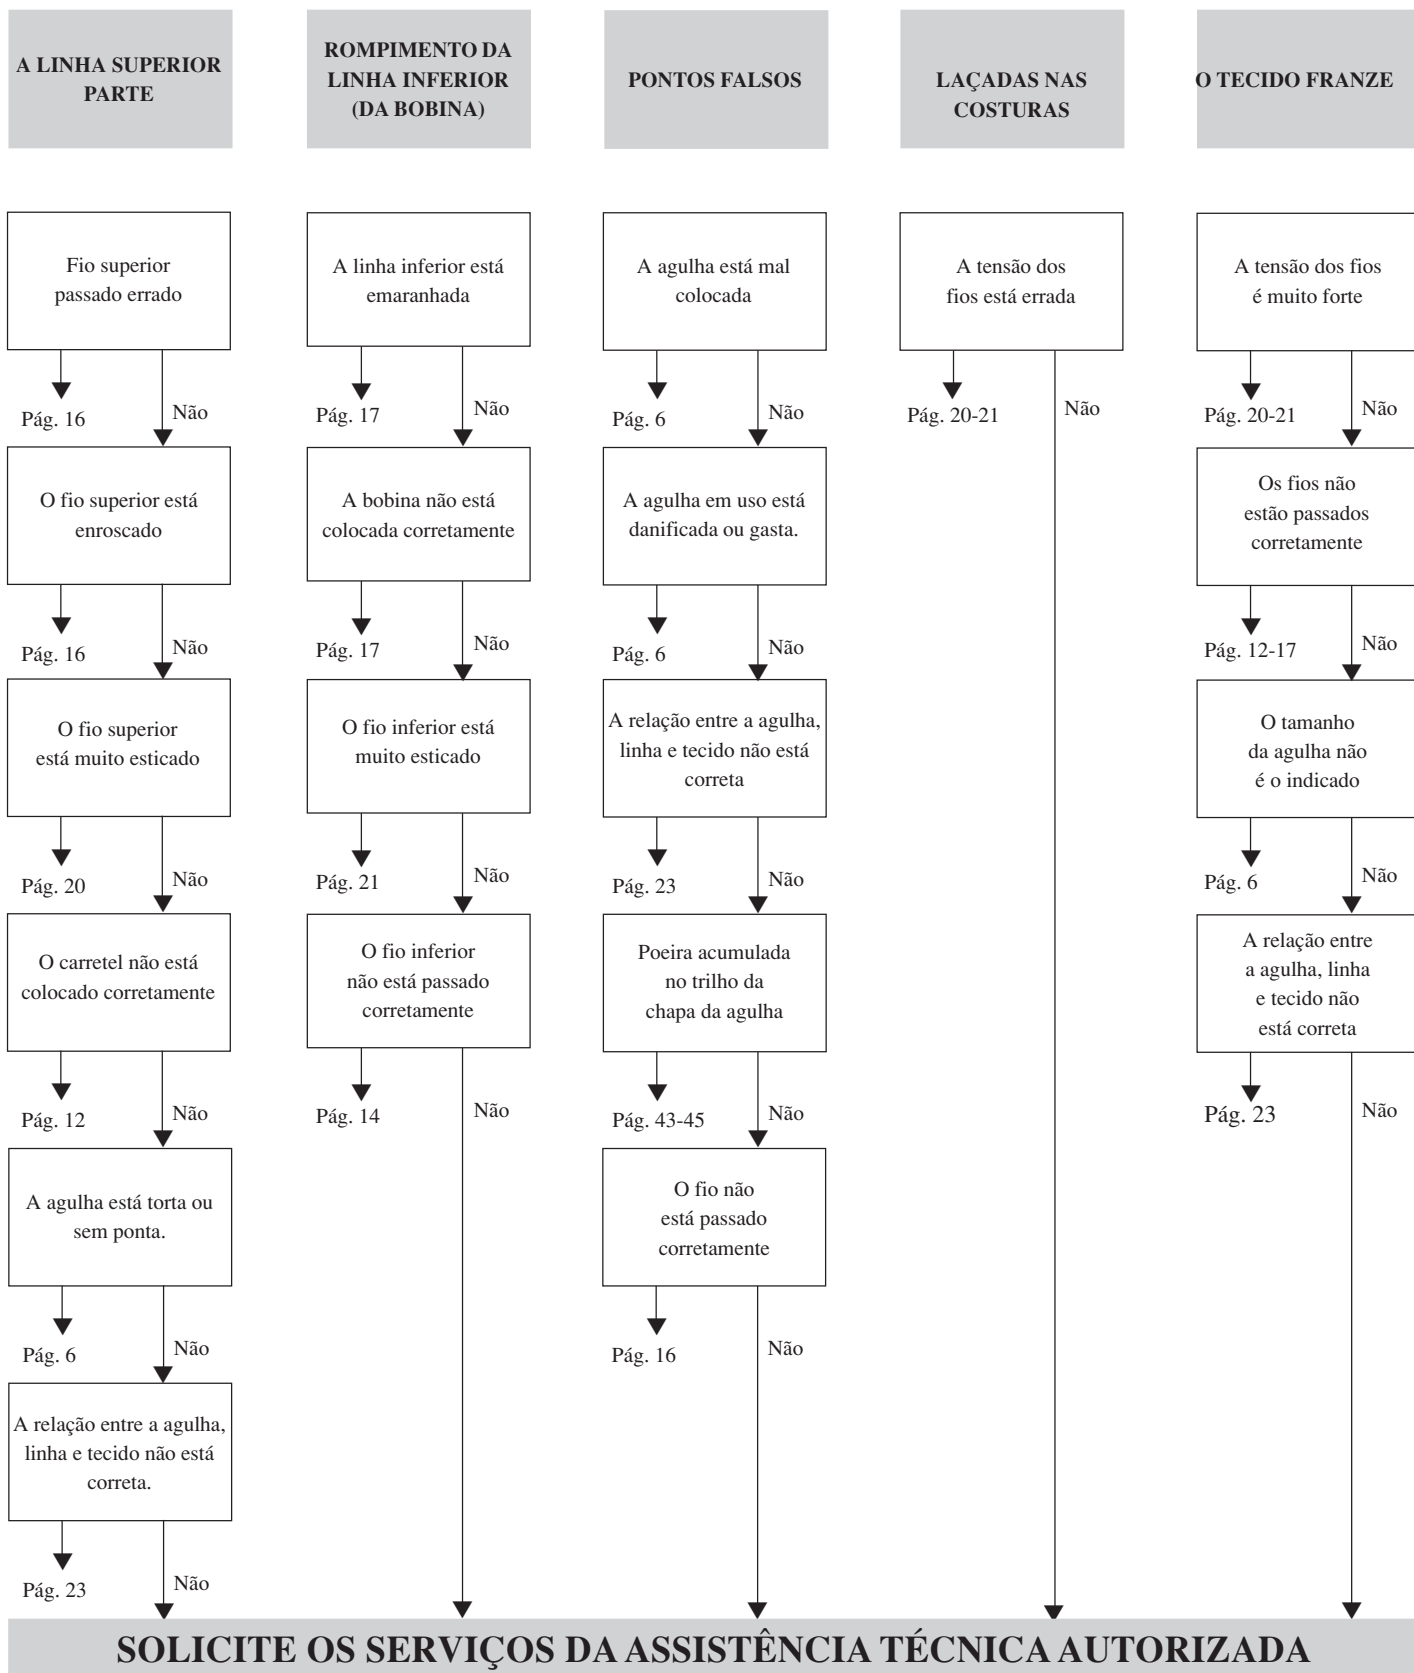 A LINHA SUPERIOR
PARTE
Fio superior
passado errado
Pág. 16
Não
O fio superior está
enroscado
Pág. 16
Não
O fio superior
está muito esticado
Pág. 20
Não
O carretel não está
colocado corretamente
Pág. 12
Não
A agulha está torta ou
sem ponta.
Pág. 6
Não
A relação entre a agulha,
linha e tecido não está
correta.
Pág. 23
Não
ROMPIMENTO DA
LINHA INFERIOR
(DA BOBINA)
A linha inferior está
emaranhada
Pág. 17
Não
A bobina não está
colocada corretamente
Pág. 17
Não
O fio inferior está
muito esticado
Pág. 21
Não
O fio inferior
não está passado
corretamente
Pág. 14
Não
PONTOS FALSOS
A agulha está mal
colocada
Pág. 6
Não
A agulha em uso está
danificada ou gasta.
Pág. 6
Não
A relação entre a agulha,
linha e tecido não está
correta
Pág. 23
Não
Poeira acumulada
no trilho da
chapa da agulha
Pág. 43-45
Não
O fio não
está passado
corretamente
Pág. 16
Não
LAÇADAS NAS
COSTURAS
A tensão dos
fios está errada
Pág. 20-21
Não
O TECIDO FRANZE
A tensão dos fios
é muito forte
Pág. 20-21
Não
Os fios não
estão passados
corretamente
Pág. 12-17
Não
O tamanho
da agulha não
é o indicado
Pág. 6
Não
A relação entre
a agulha, linha
e tecido não
está correta
Pág. 23
Não
SOLICITE OS SERVIÇOS DA ASSISTÊNCIA TÉCNICA AUTORIZADA